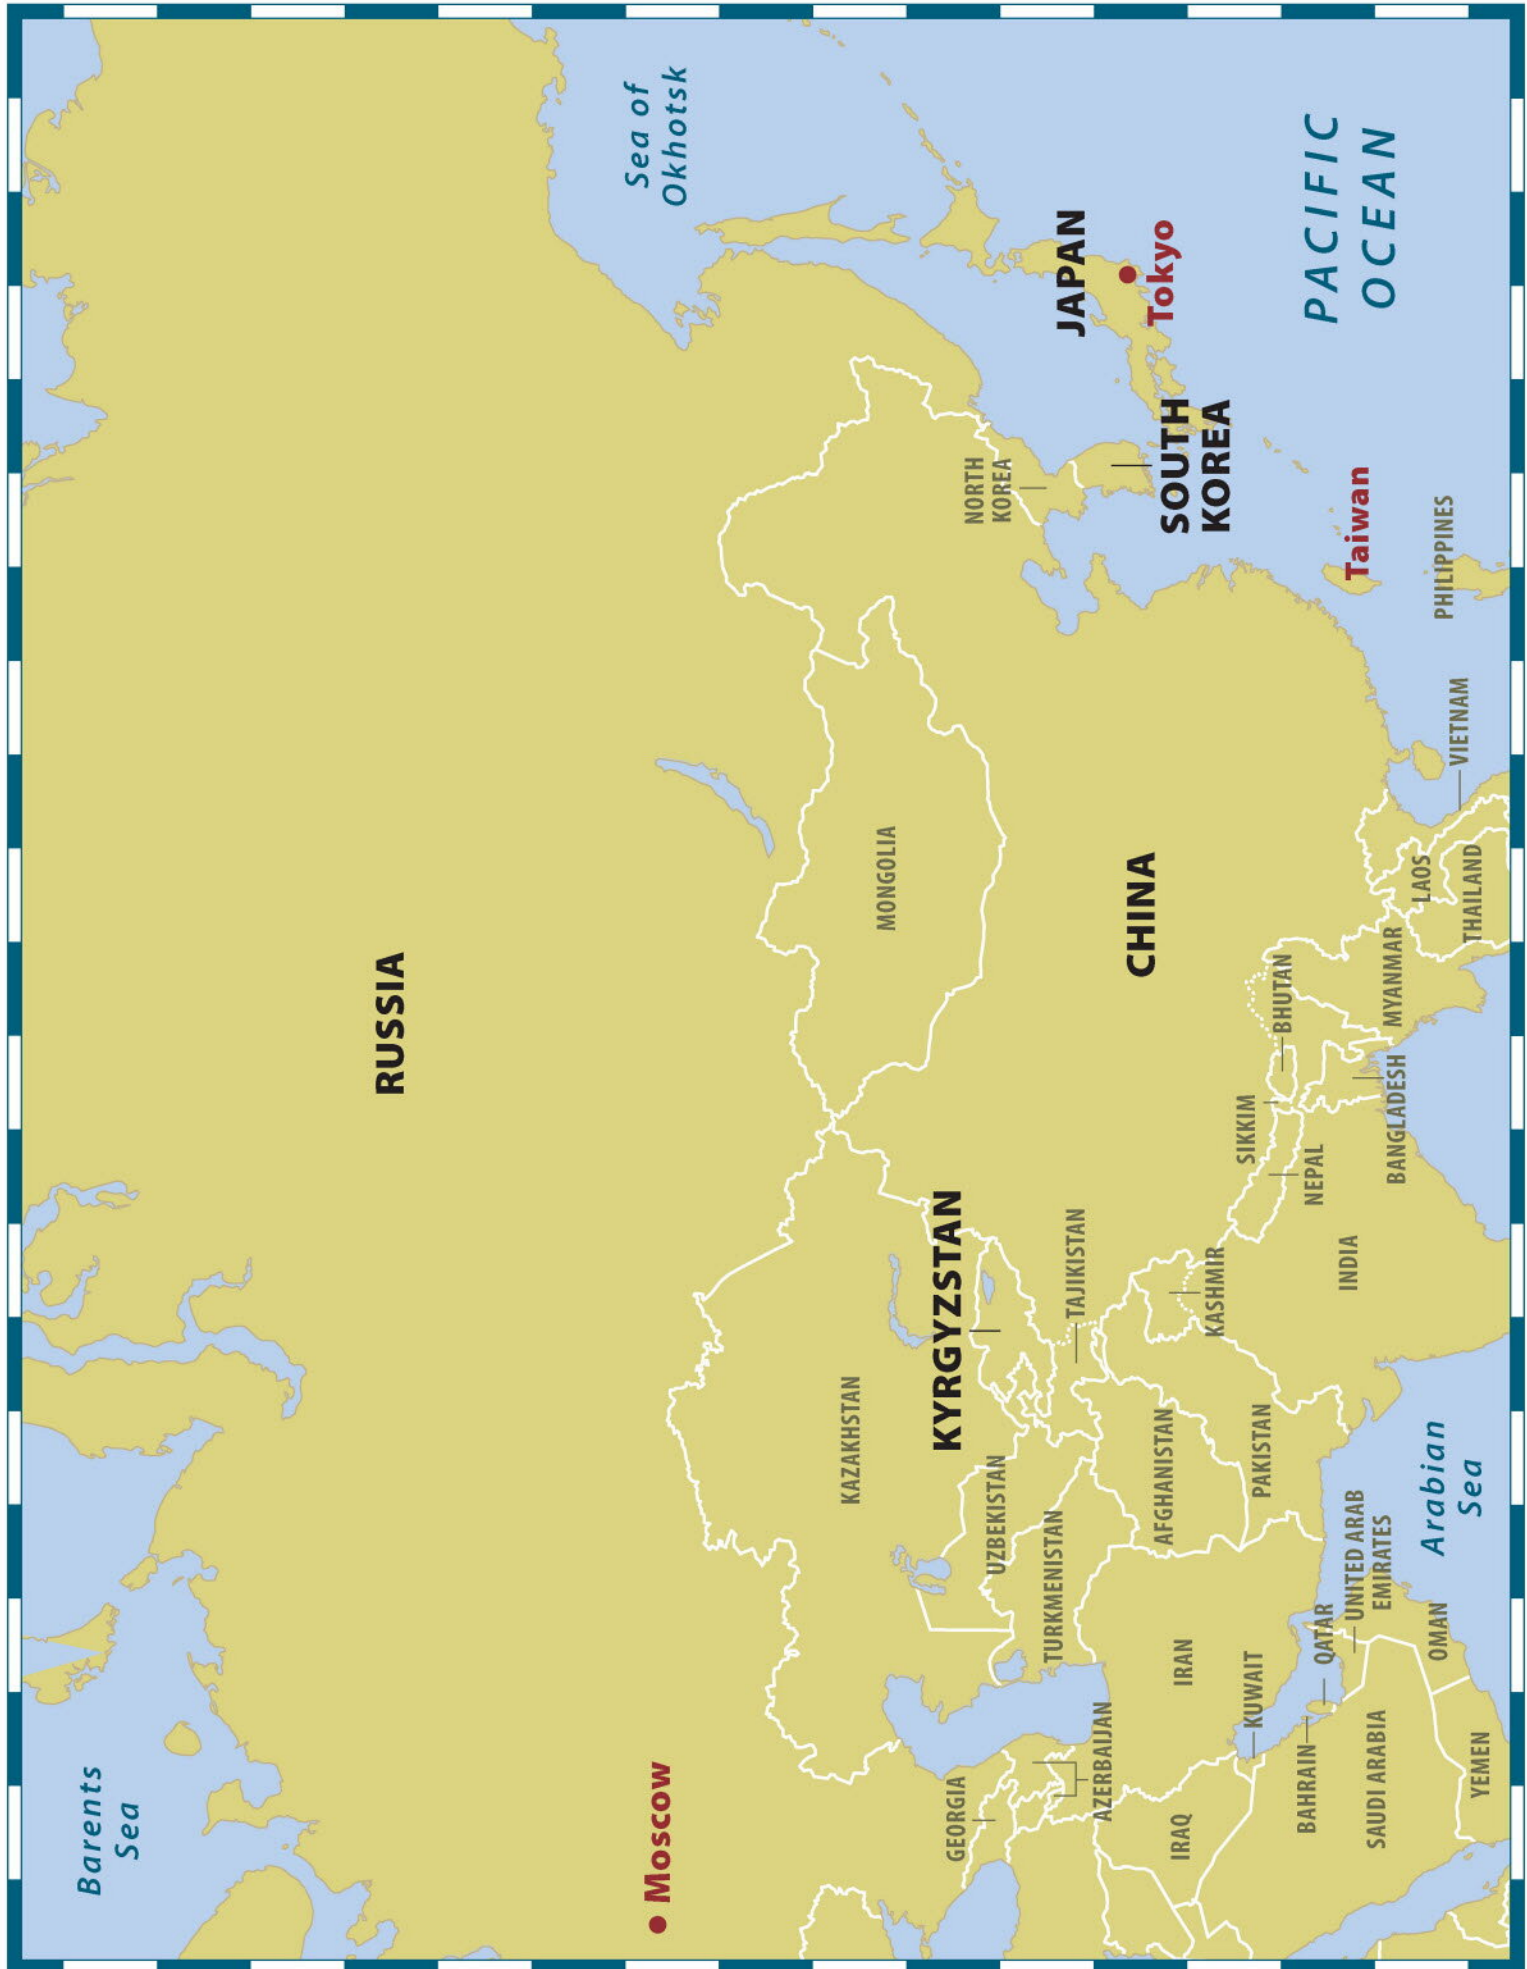 Barents
Sea
Sea of
Okhotsk
RUSSIA
Moscow
JAPAN
Tokyo
PACIFIC
OCEAN
NORTH
KOREA
SOUTH
KOREA
MONGOLIA
KAZAKHSTAN
KYRGYZSTAN
GEORGIA
UZBEKISTAN
TURKMENISTAN
TAJIKISTAN
AZERBAIJAN
CHINA
Taiwan
PHILIPPINES
AFGHANISTAN
IRAN
IRAQ
KASHMIR
SIKKIM
BHUTAN
NEPAL
PAKISTAN
KUWAIT
BAHRAIN
QATAR
UNITED ARAB
EMIRATES
INDIA
BANGLADESH
MYANMAR
LAOS
VIETNAM
THAILAND
SAUDI ARABIA
OMAN
YEMEN
Arabian
Sea